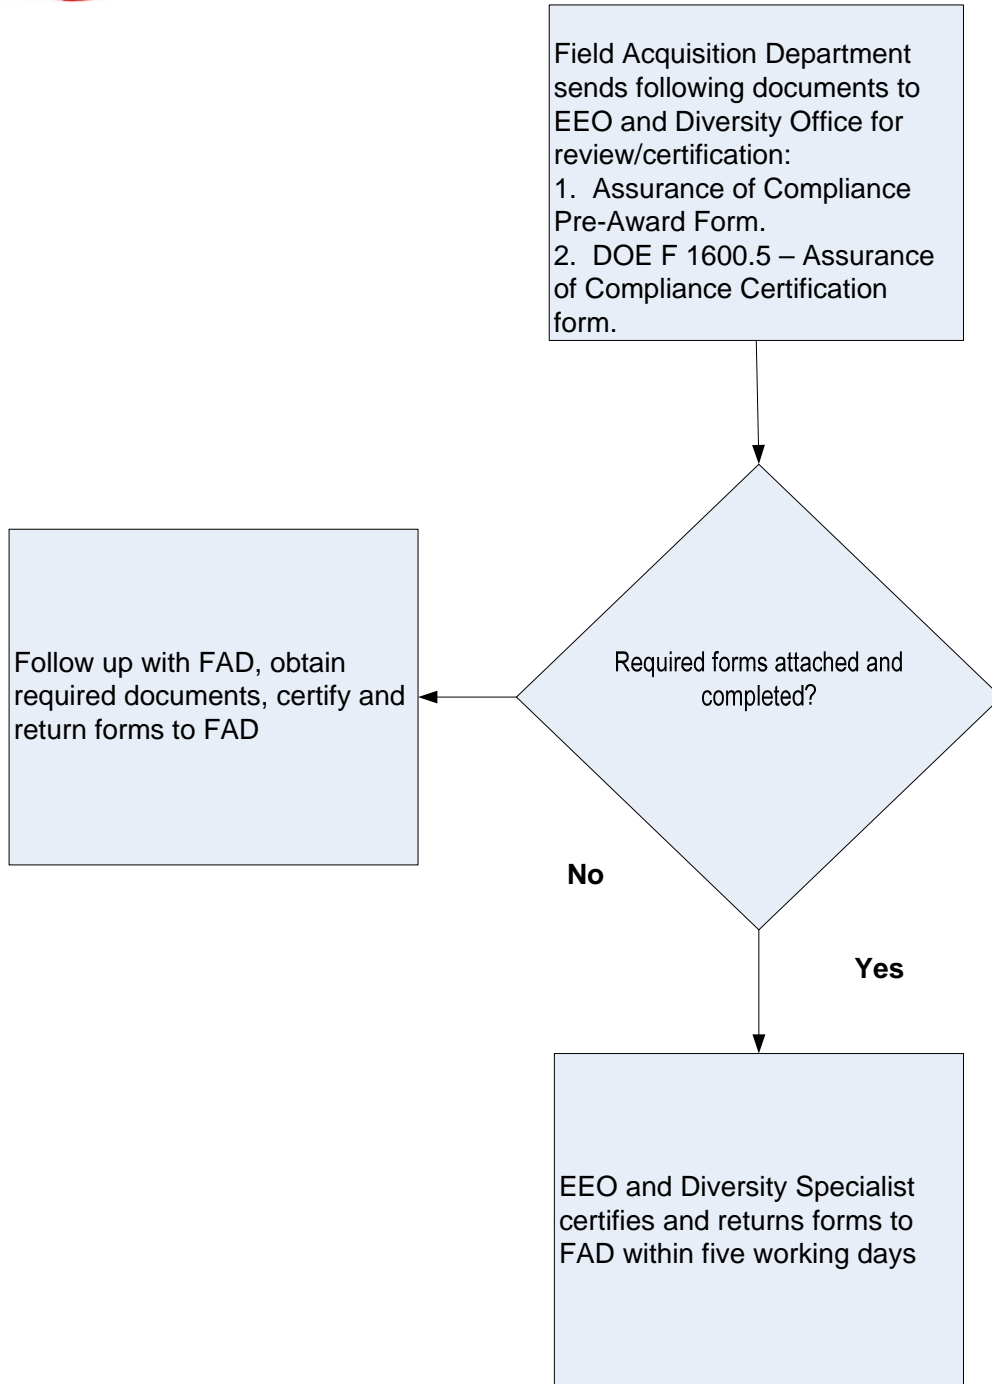 Field Acquisition Department
sends following documents to
EEO and Diversity Office for
review/certification:
1.  Assurance of Compliance
Pre-Award Form.
2.  DOE F 1600.5 – Assurance
of Compliance Certification
form.
Required forms attached and
completed?
Follow up with FAD, obtain
required documents, certify and
return forms to FAD
No
Yes
EEO and Diversity Specialist
certifies and returns forms to
FAD within five working days